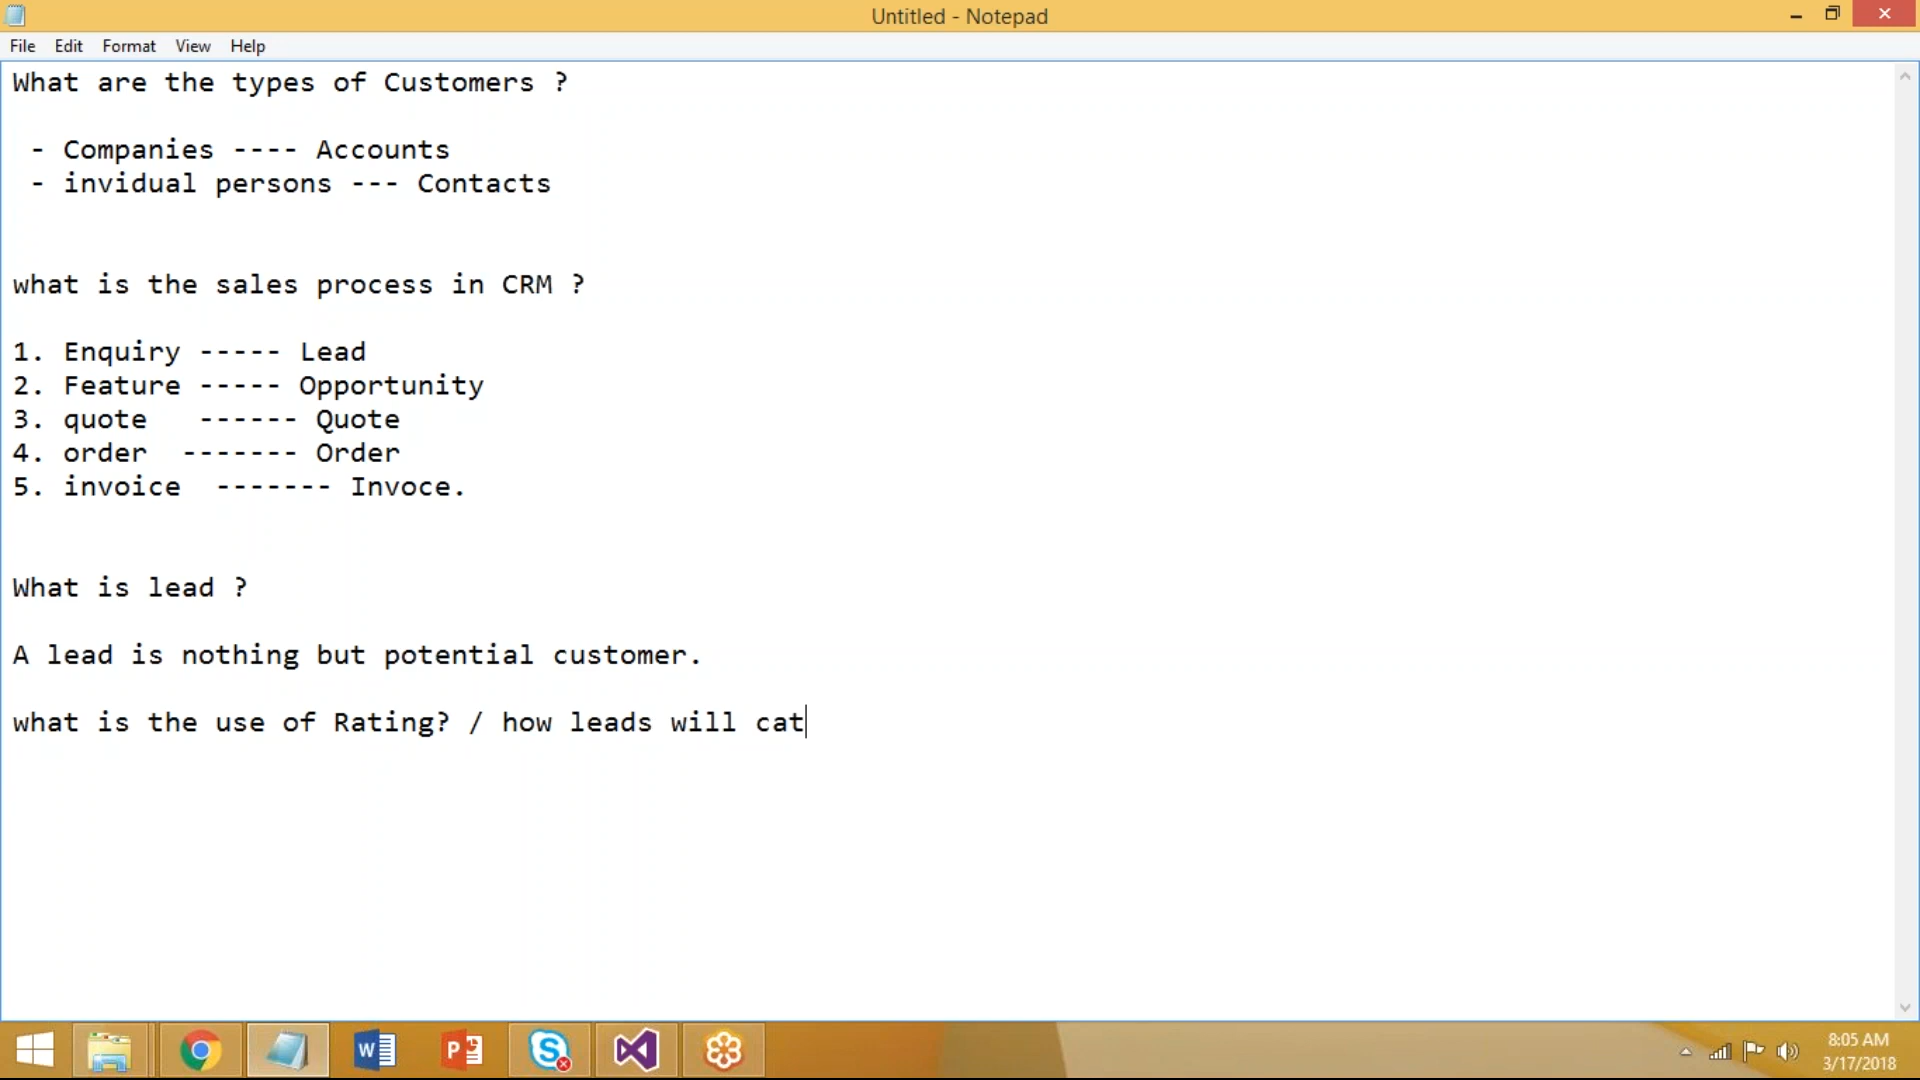 Untitled - Notepad
File Edit Format View Help
What are the types of Customers ?
- Companies ---- Accounts
- invidual persons --- Contacts
what is the sales process in CRM ?
1. Enquiry ----- Lead
2. Feature ----- Opportunity
3. quote ------ Quote
4. order ------- Order
5. invoice ------- Invoce.
What is lead ?
A lead is nothing but potential customer.
what is the use of Rating? / how leads will cat
8:05 AM
3/17/2018